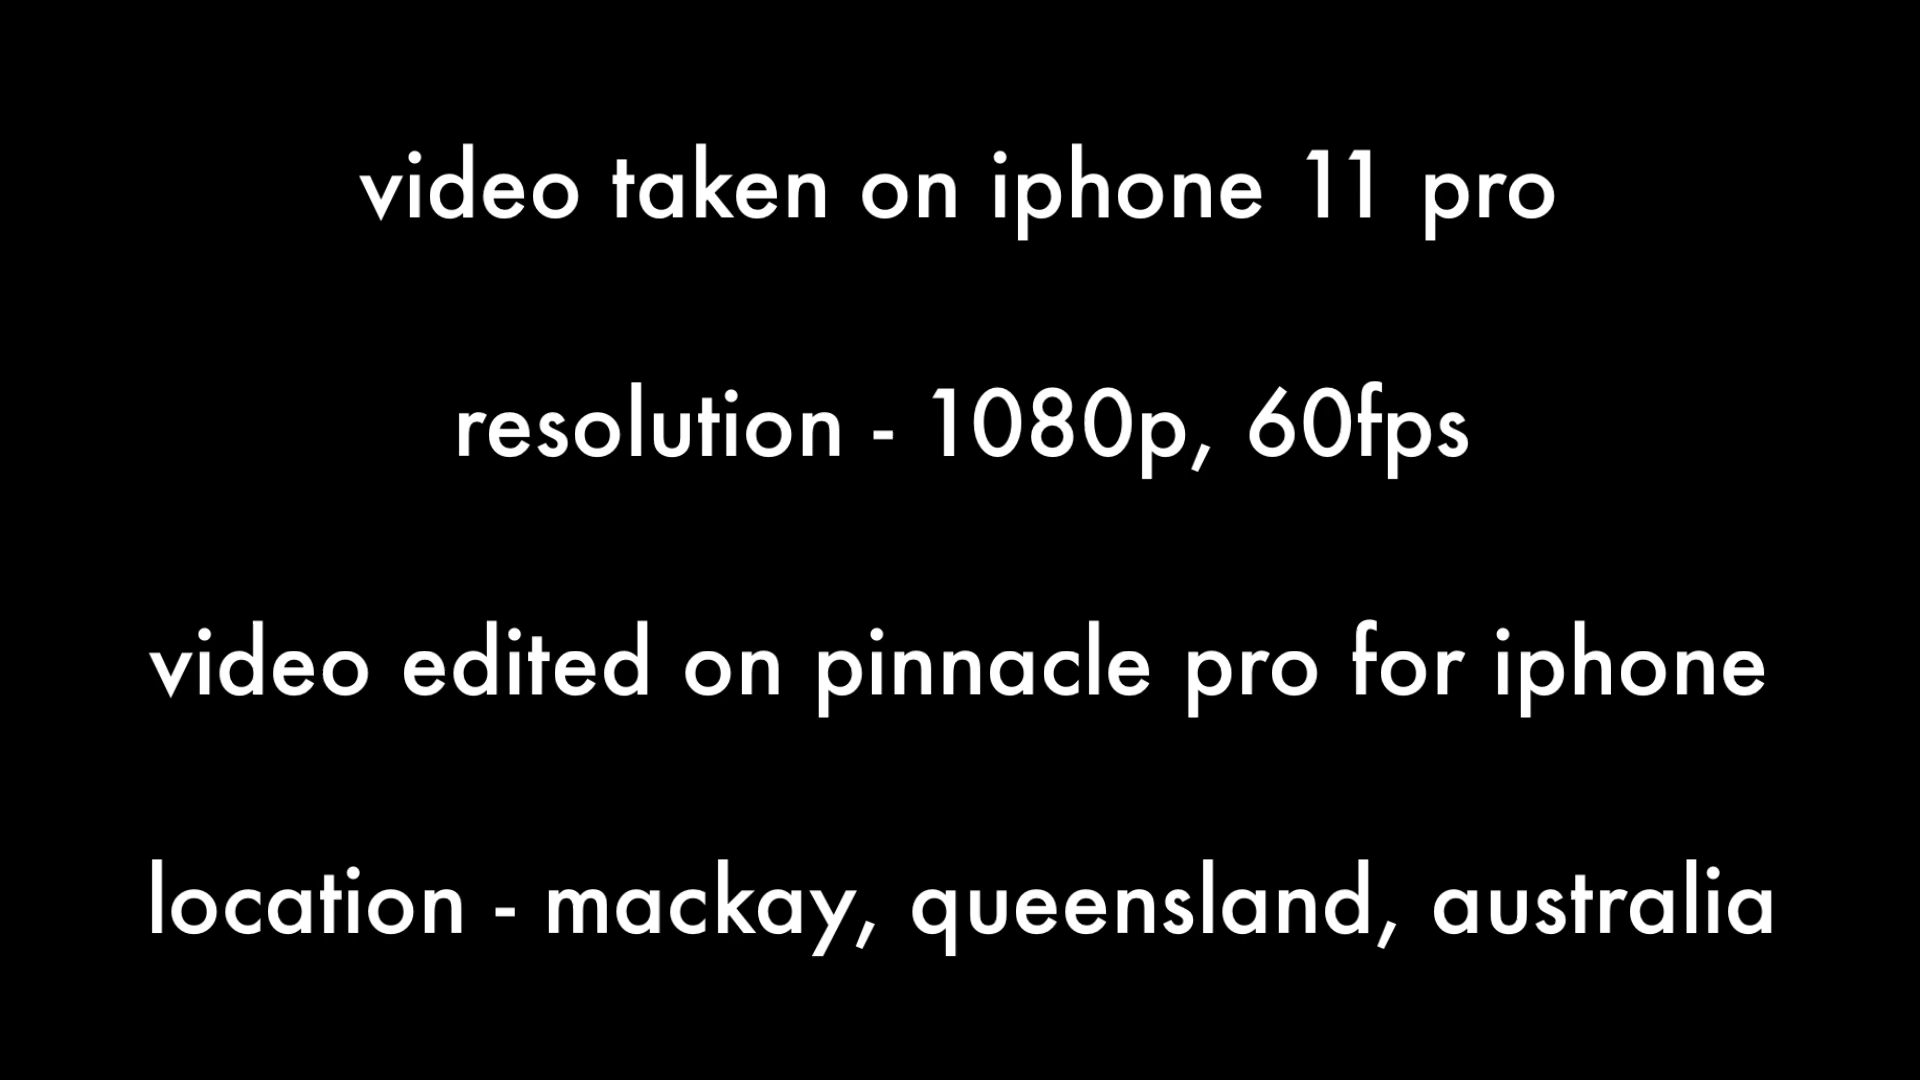 video taken on iphone 11 pro
resolution - 1080p, 60fps
video edited on pinnacle pro for iphone
location - mackay, queensland, australia